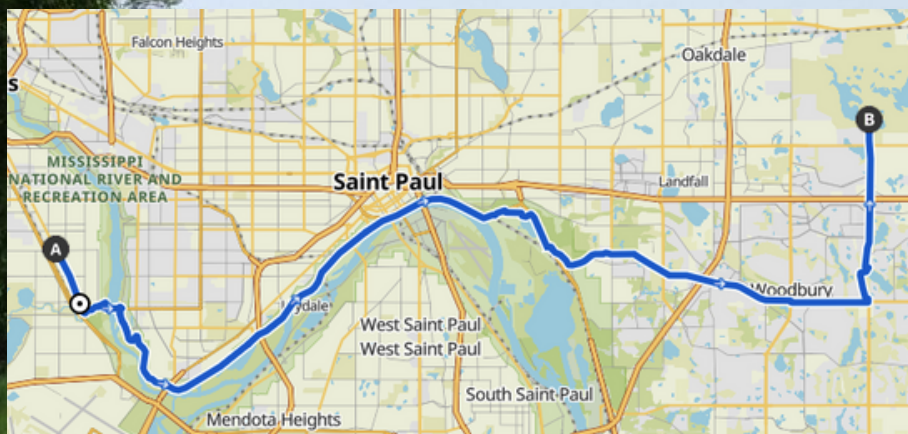 Falcon Heights
Oakdale
s
B
MISSISSIPPI
NATIONAL RIVER AND
RECREATION AREA
Saint Paul
Landfall
A
Woodbury
West Saint Paul
West Saint Paul
South Saint Paul
Mendota Heights